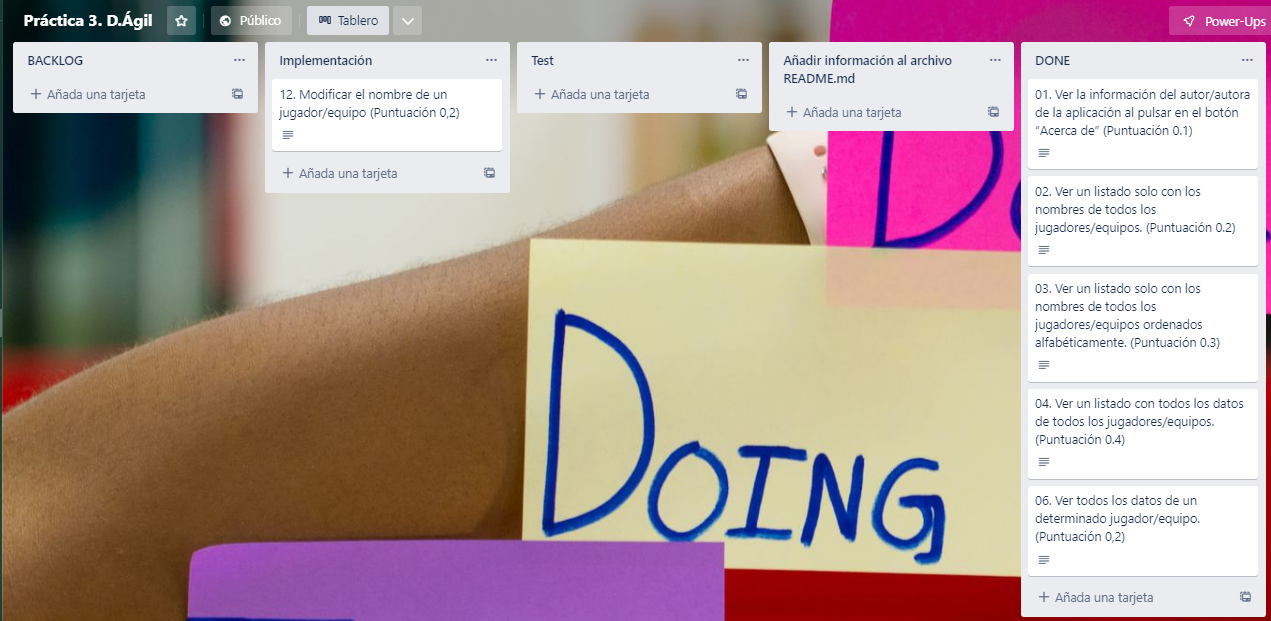 Práctica 3. D.Ágil
Público
Tablero
Power-Ups
BACKLOG
Añada una tarjeta
Implementación
12. Modificar el nombre de un
jugador/equipo (Puntuación 0,2)
Añada una tarjeta
Test
Añada una tarjeta
Añadir información al archivo
README.md
Añada una tarjeta
DONE
01. Ver la información del autor/autora
de la aplicación al pulsar en el botón
“Acerca de” (Puntuación 0.1)
02. Ver un listado solo con los
nombres de todos los
jugadores/equipos. (Puntuación 0.2)
03. Ver un listado solo con los
nombres de todos los
jugadores/equipos ordenados
alfabéticamente. (Puntuación 0.3)
04. Ver un listado con todos los datos
de todos los jugadores/equipos.
(Puntuación 0.4)
06. Ver todos los datos de un
determinado jugador/equipo.
(Puntuación 0,2)
Añada una tarjeta
DOING